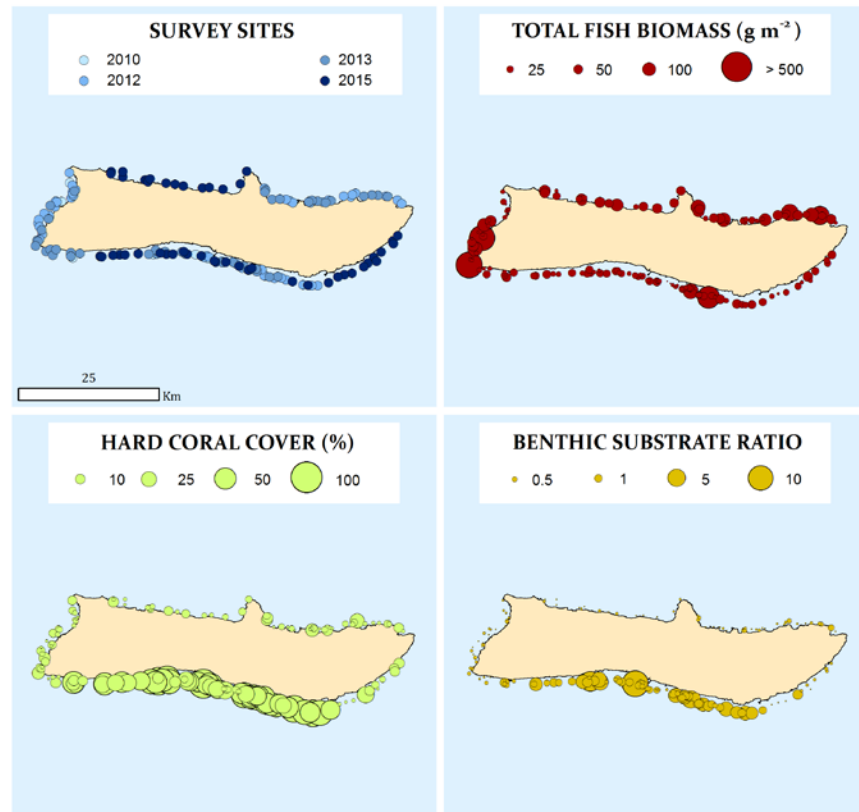 SURVEY SITES
2010
2013
2012
2015
25
Km
TOTAL FISH BIOMASS (g m⁻²)
25 50 100 > 500
HARD CORAL COVER (%)
10 25 50 100
BENTHIC SUBSTRATE RATIO
0.5 1 5 10